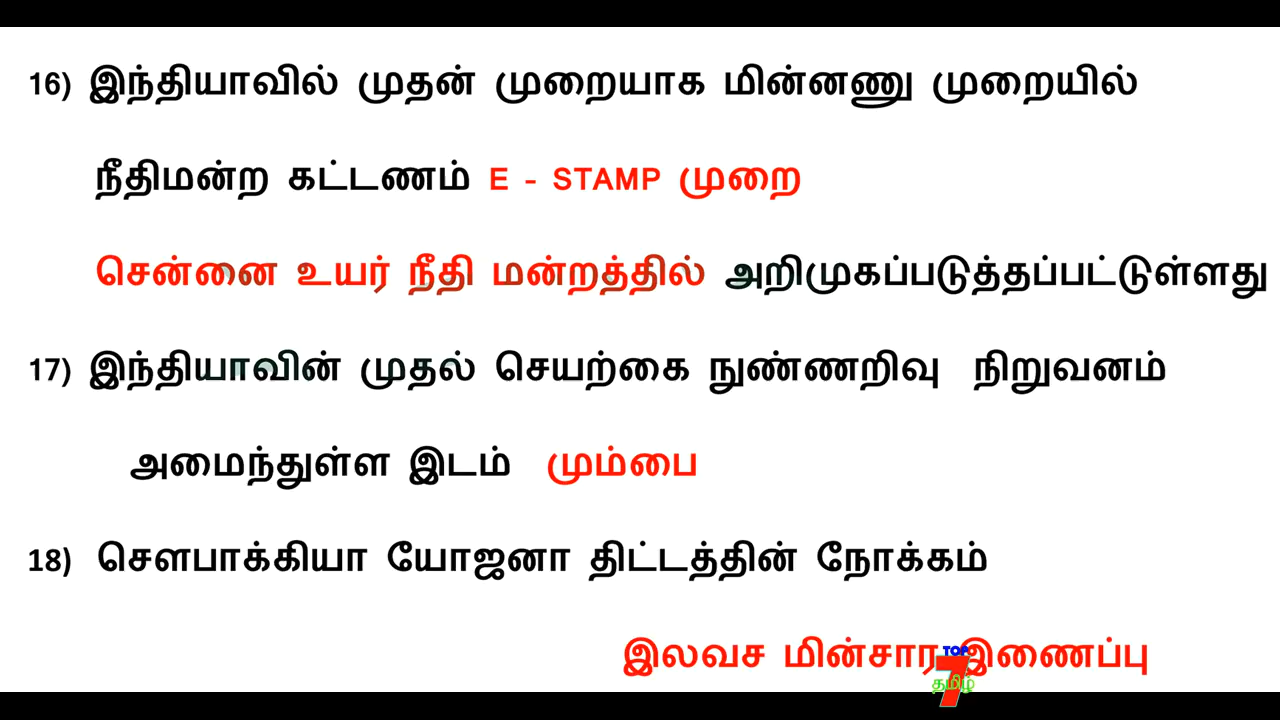 16) இந்தியாவில் முதன் முறையாக மின்னணு முறையில்
நீதிமன்ற கட்டணம் E - STAMP முறை
சென்னை உயர் நீதி மன்றத்தில் அறிமுகப்படுத்தப்பட்டுள்ளது
17) இந்தியாவின் முதல் செயற்கை நுண்ணறிவு நிறுவனம்
அமைந்துள்ள இடம் மும்பை
18) சௌபாக்கியா யோஜனா திட்டத்தின் நோக்கம்
இலவச மின்சார இணைப்பு
TOP
7
தமிழ்